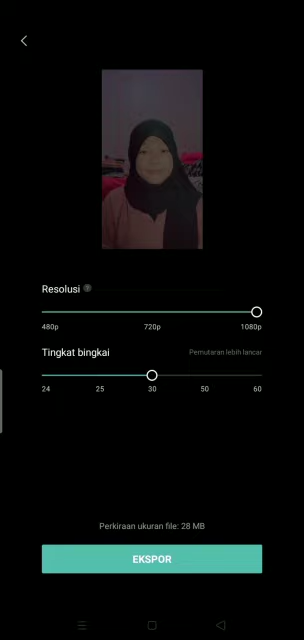 Resolusi ?
480p 720p 1080p
Tingkat bingkai Pemutaran lebih lancar
24 25 30 50 60
Perkiraan ukuran file: 28 MB
EKSPOR